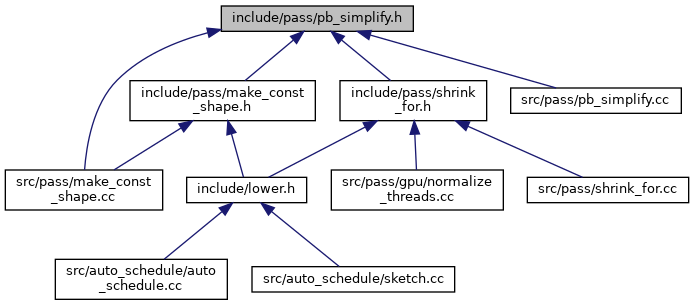 include/pass/pb_simplify.h
include/pass/make_const
_shape.h
include/pass/shrink
_for.h
src/pass/pb_simplify.cc
src/pass/make_const
_shape.cc
include/lower.h
src/pass/gpu/normalize
_threads.cc
src/pass/shrink_for.cc
src/auto_schedule/auto
_schedule.cc
src/auto_schedule/sketch.cc